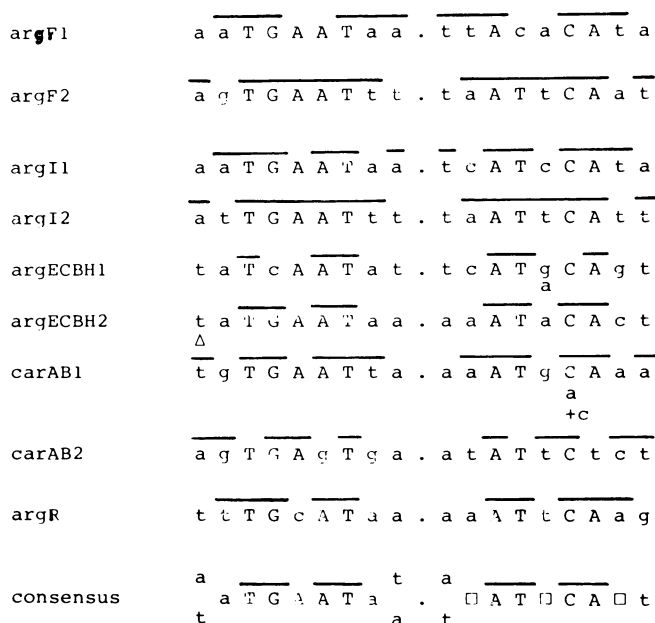 argF1 a a T G A A T a a . t t A c a C A t a
argF2 a g T G A A T t t . t a A T t C A a t
argI1 a a T G A A T a a . t c A T c C A t a
argI2 a t T G A A T t t . t a A T t C A t t
argECBH1 t a T c A A T a t . t c A T g C A g t
a
argECBH2 t a T G A A T a a . a a A T a C A c t
Δ
carAB1 t g T G A A T t a . a a A T g C A a a
a
+c
carAB2 a g T G A g T g a . a t A T t C t c t
argR t t T G c A T a a . a a A T t C A a g
a t a
consensus a T G A A T a . □ A T □ C A □ t
t a t